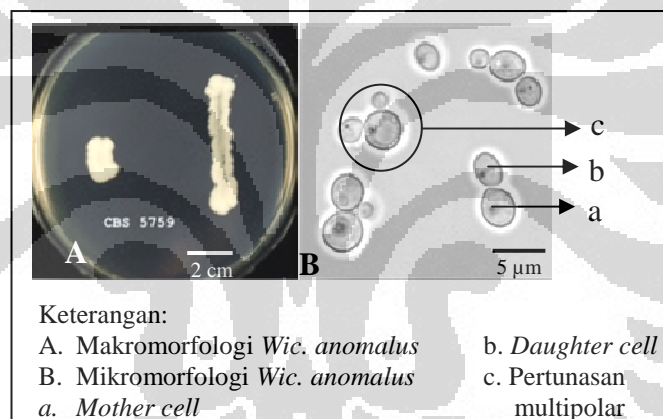 CBS 5759
A
2 cm
B
c
b
a
5 µm
Keterangan:
A. Makromorfologi Wic. anomalus
B. Mikromorfologi Wic. anomalus
a. Mother cell
b. Daughter cell
c. Pertunasan
multipolar